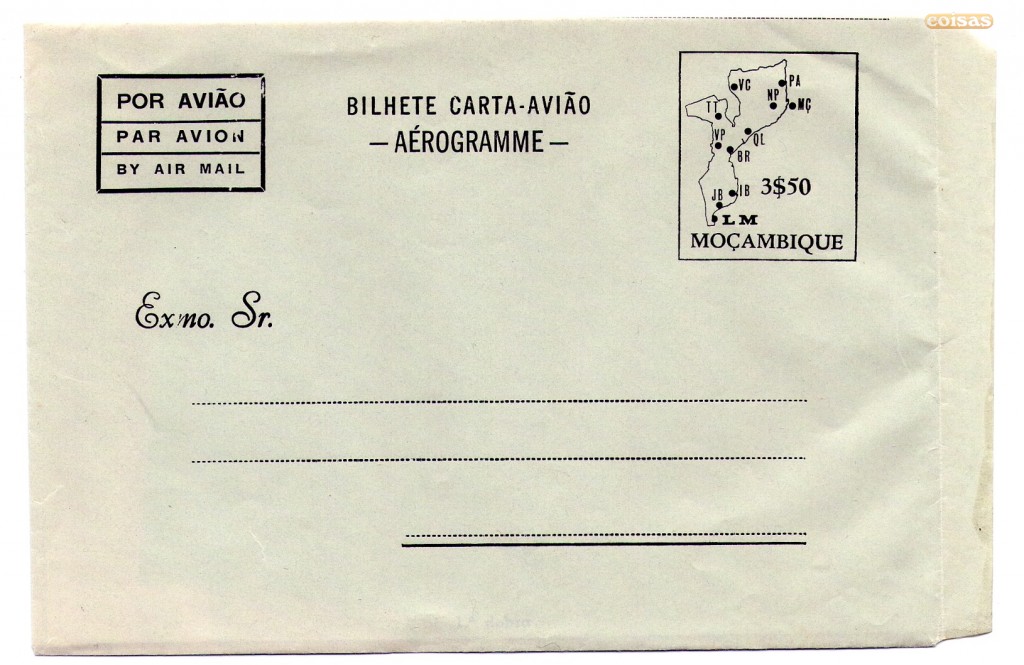 coisas
POR AVIÃO
PAR AVION
BY AIR MAIL
BILHETE CARTA-AVIÃO
— AÉROGRAMME —
VC
PA
NP
MÇ
TT
VP
QL
BR
IB
JB
3$50
LM
MOÇAMBIQUE
Exmo. Sr.